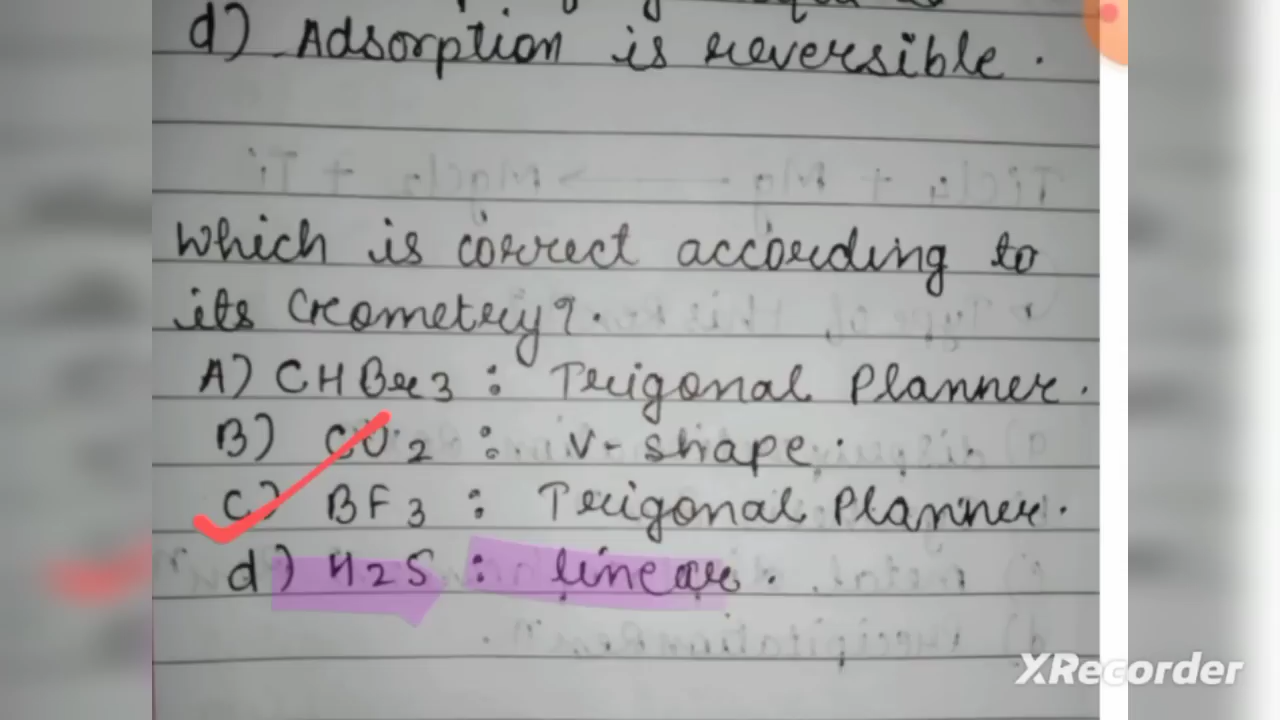 d) Adsorption is reversible.
which is correct according to
its Geometry?.
A) CHBr3 : Trigonal Planner.
B) CO2 : V-shape.
C) BF3 : Trigonal Planner.
d) H2S : linear.
XRecorder